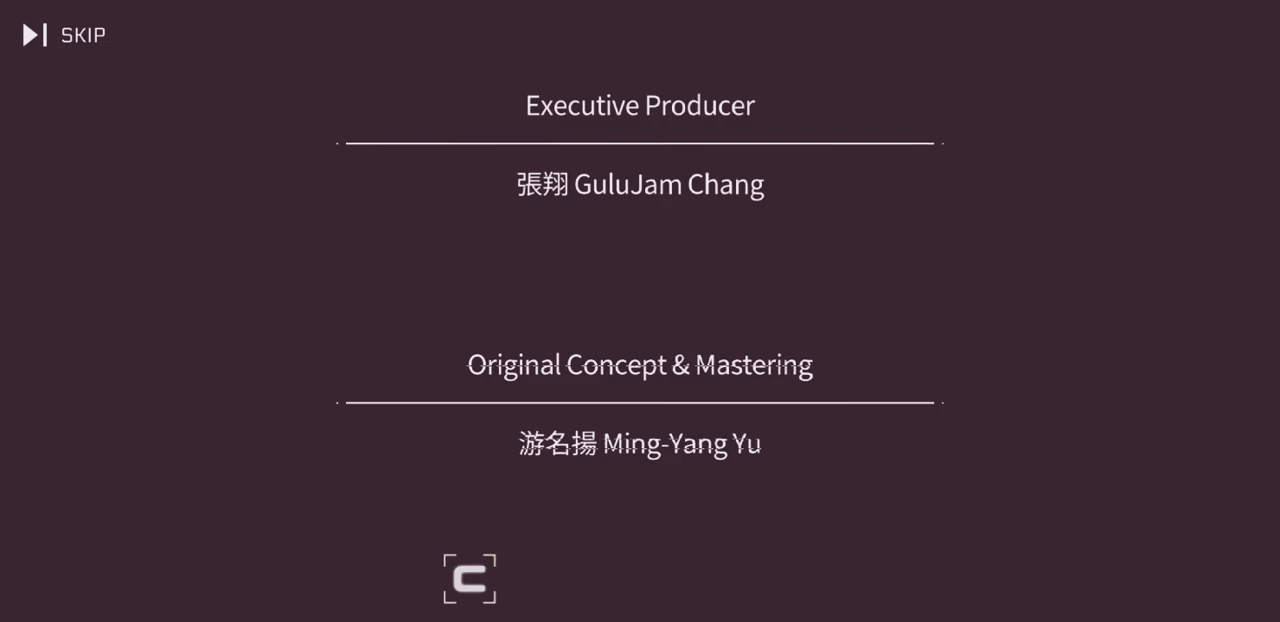 SKIP
Executive Producer
張翔 GuluJam Chang
Original Concept & Mastering
游名揚 Ming-Yang Yu
C